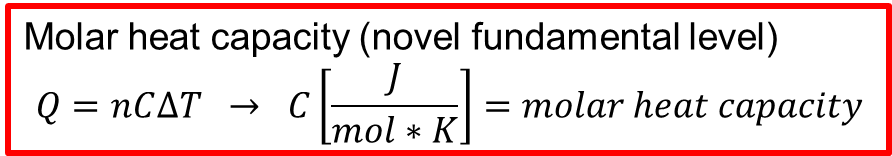 Molar heat capacity (novel fundamental level)
Q = nCΔT → C [J / mol * K] = molar heat capacity